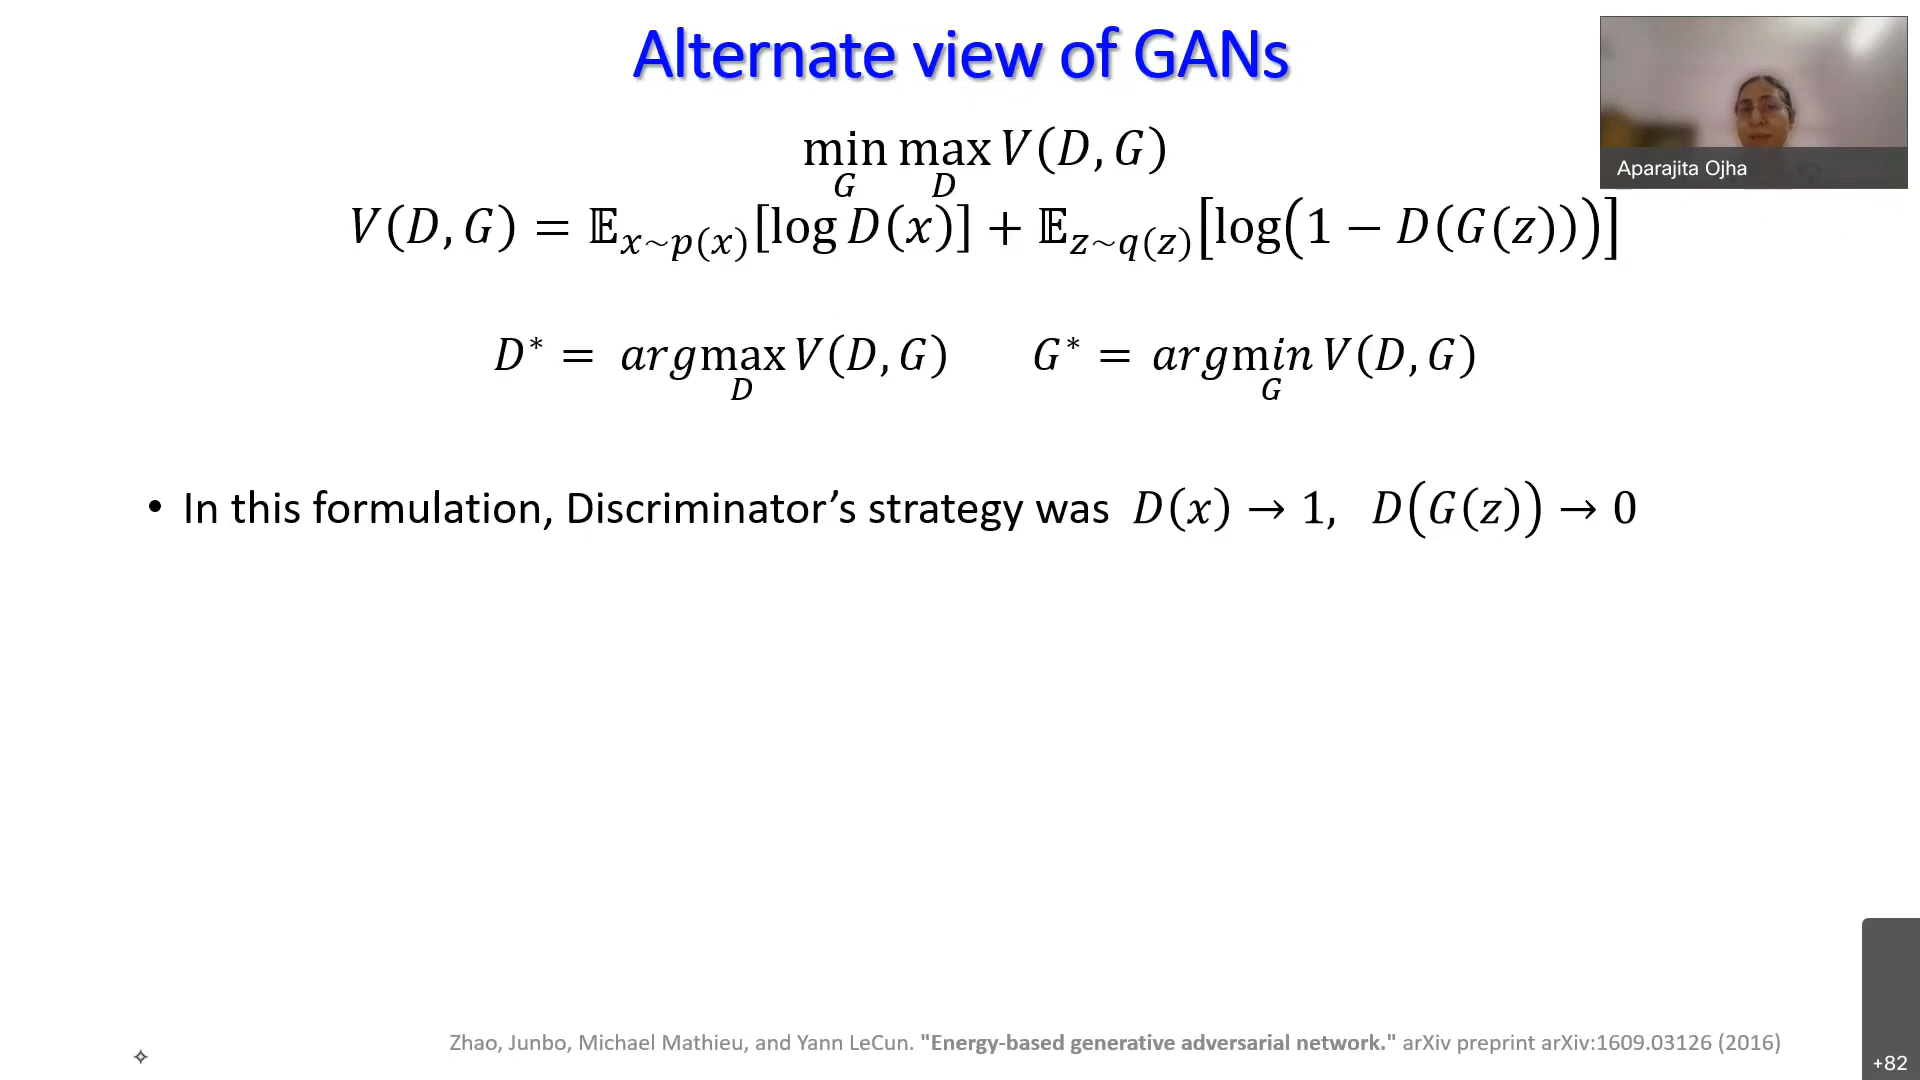 Alternate view of GANs
Aparajita Ojha
min max V(D, G)
G D
V(D, G) = 𝔼x~p(x)[log D(x)] + 𝔼z~q(z)[log(1 − D(G(z)))]
D* = argmax V(D, G) G* = argmin V(D, G)
D G
• In this formulation, Discriminator’s strategy was D(x) → 1, D(G(z)) → 0
Zhao, Junbo, Michael Mathieu, and Yann LeCun. "Energy-based generative adversarial network." arXiv preprint arXiv:1609.03126 (2016)
+82